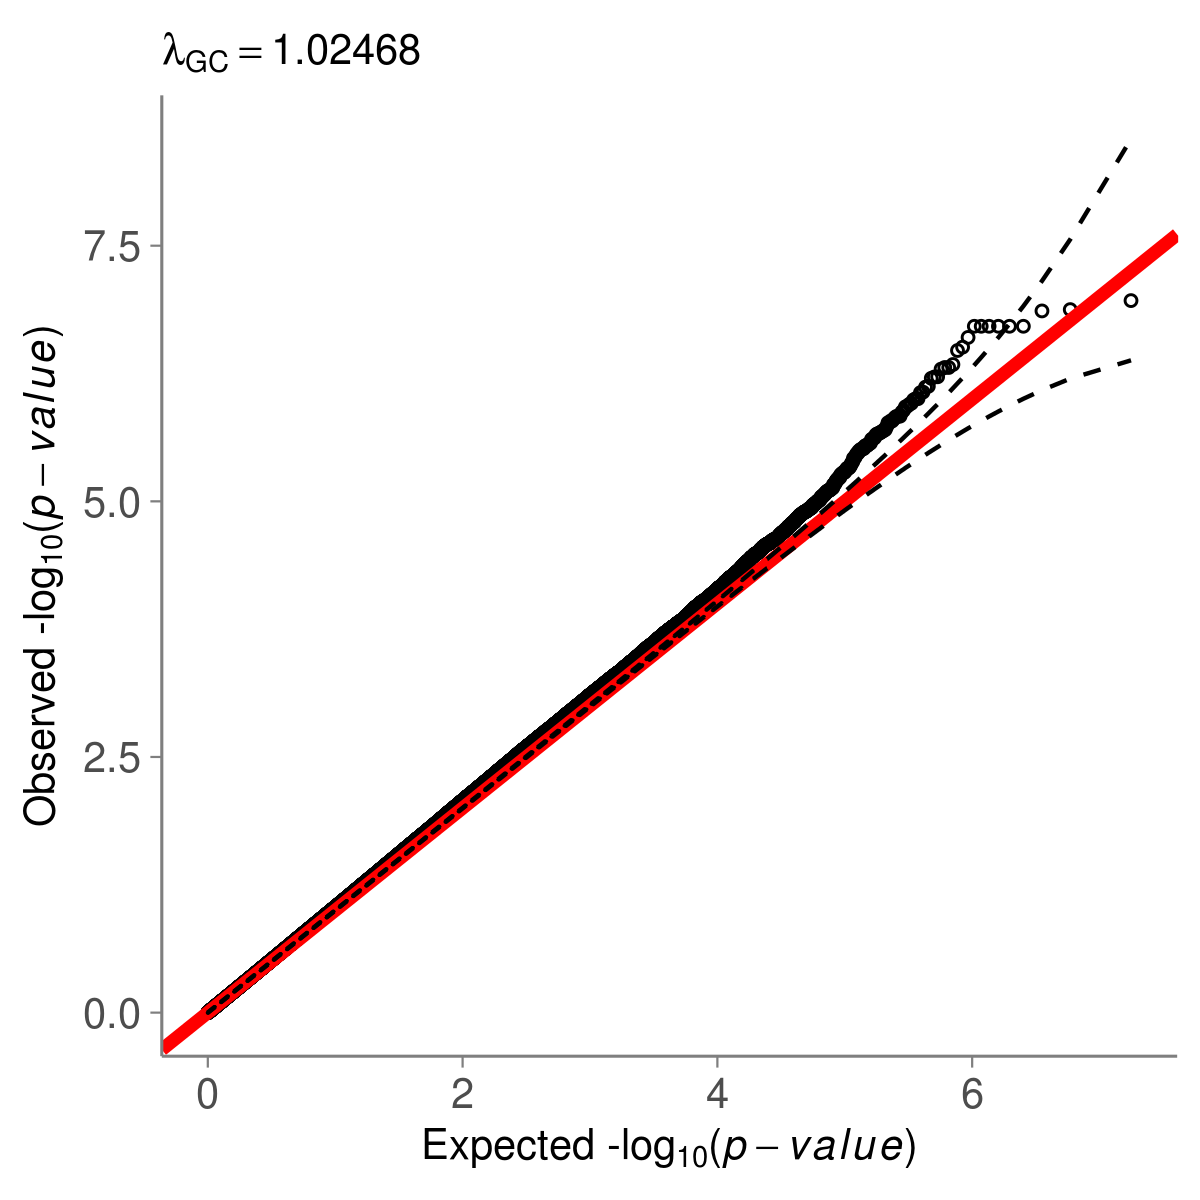 λGC = 1.02468
7.5
5.0
2.5
0.0
Observed -log10(p − value)
0
2
4
6
Expected -log10(p − value)